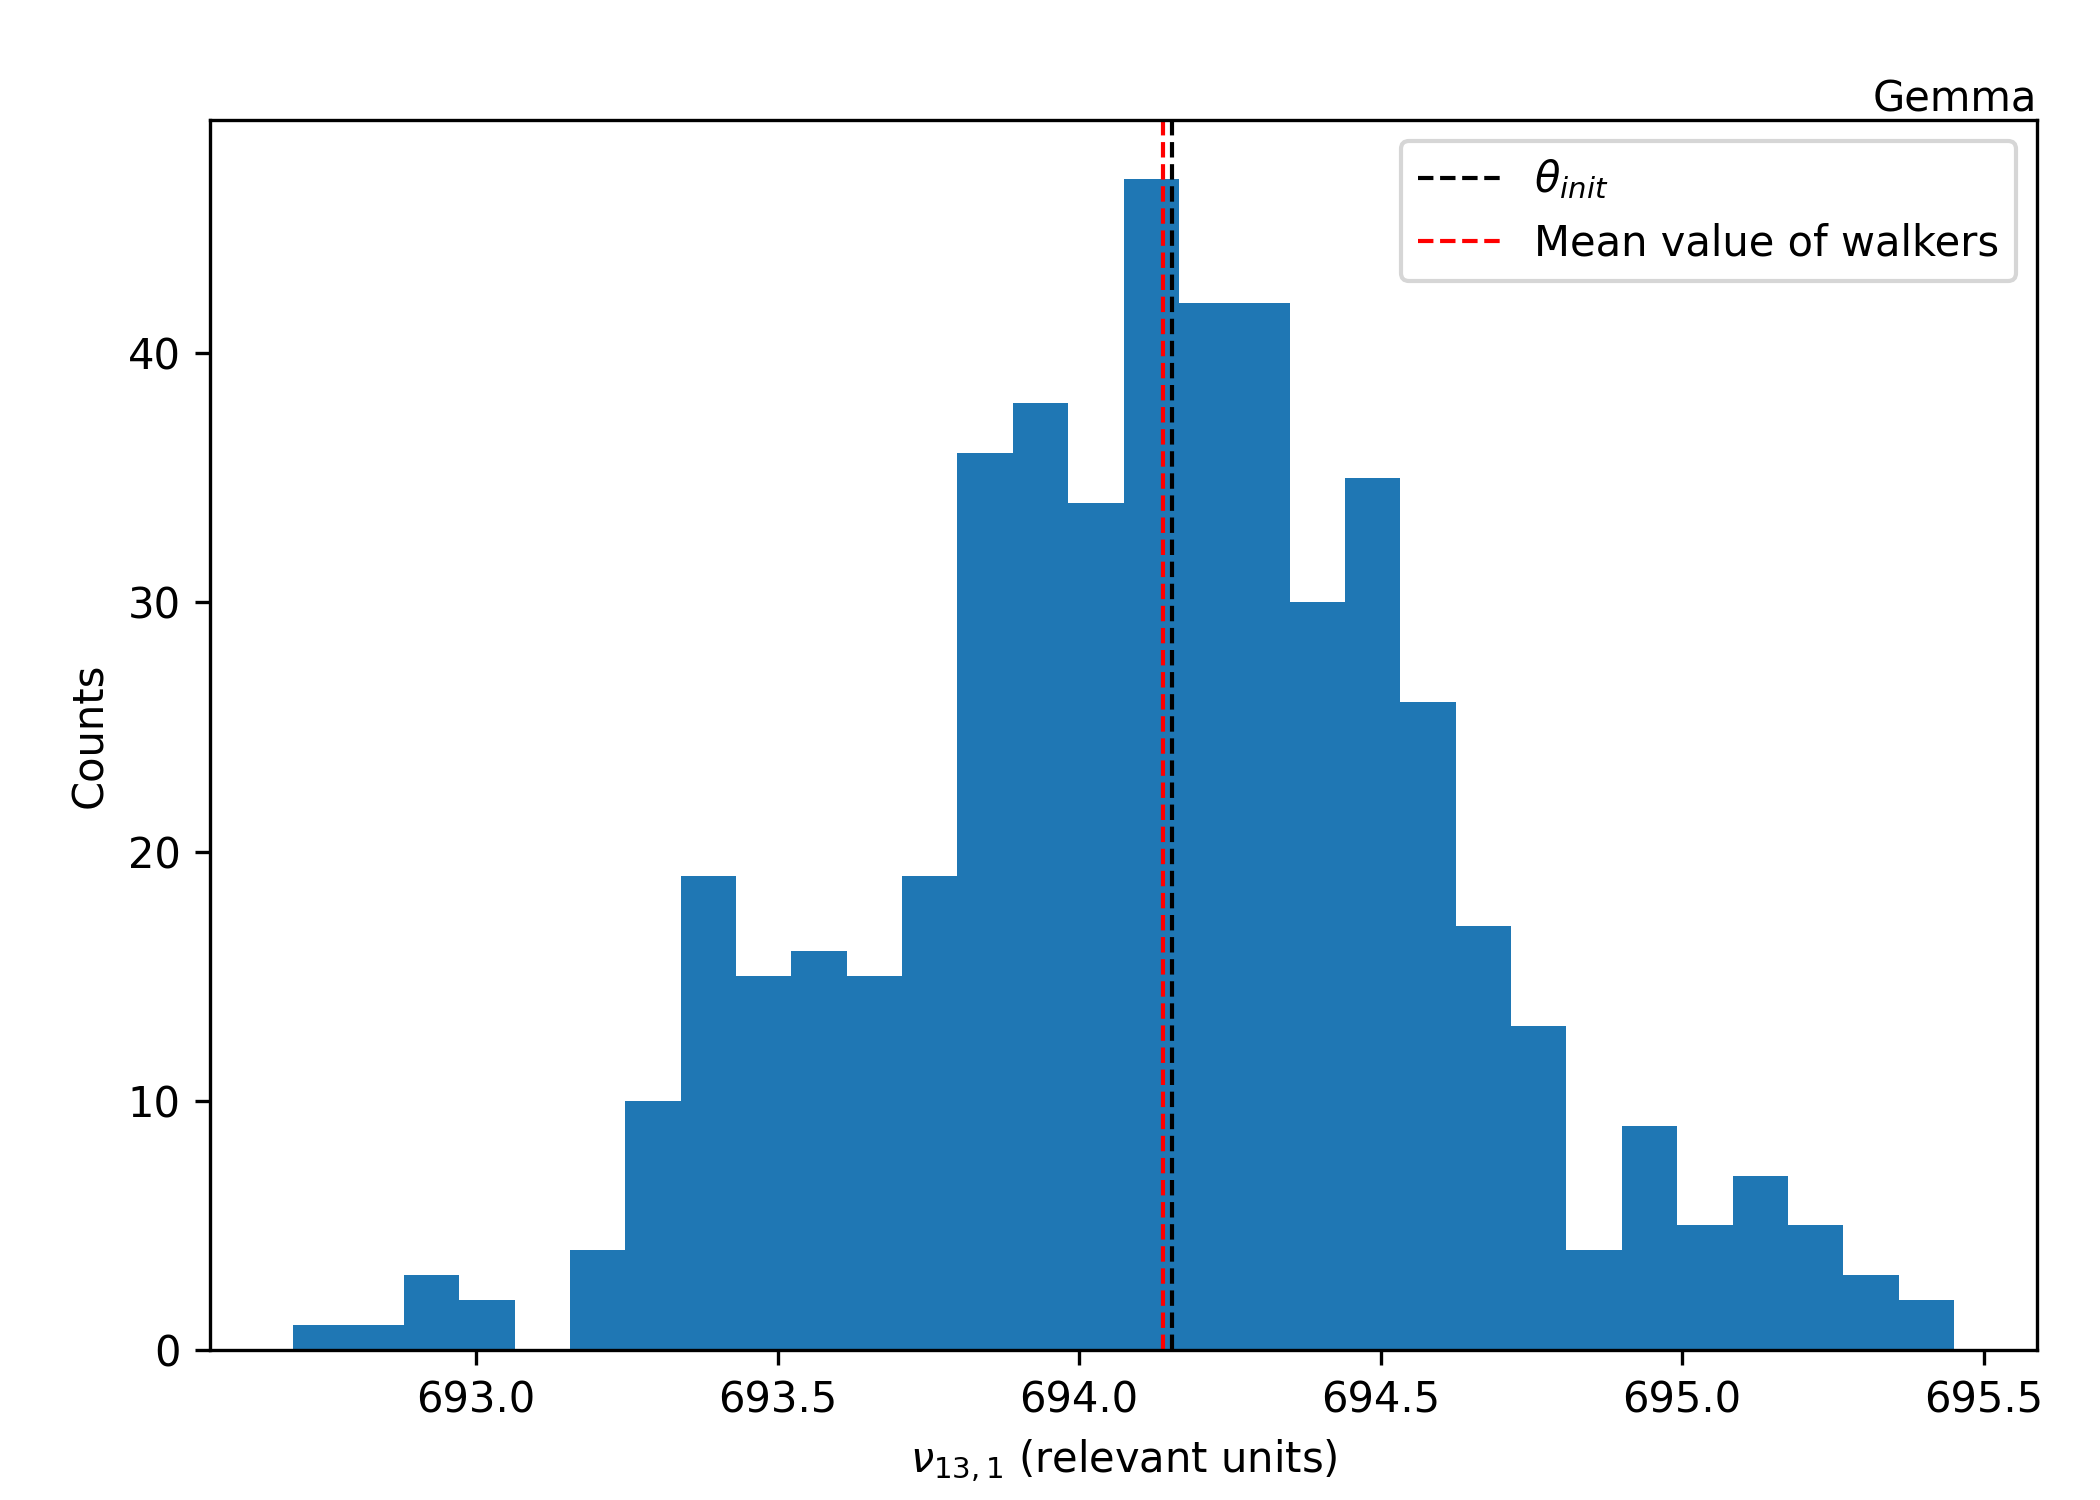 Gemma
θinit
Mean value of walkers
40
30
20
10
0
Counts
693.0 693.5 694.0 694.5 695.0 695.5
ν13, 1 (relevant units)